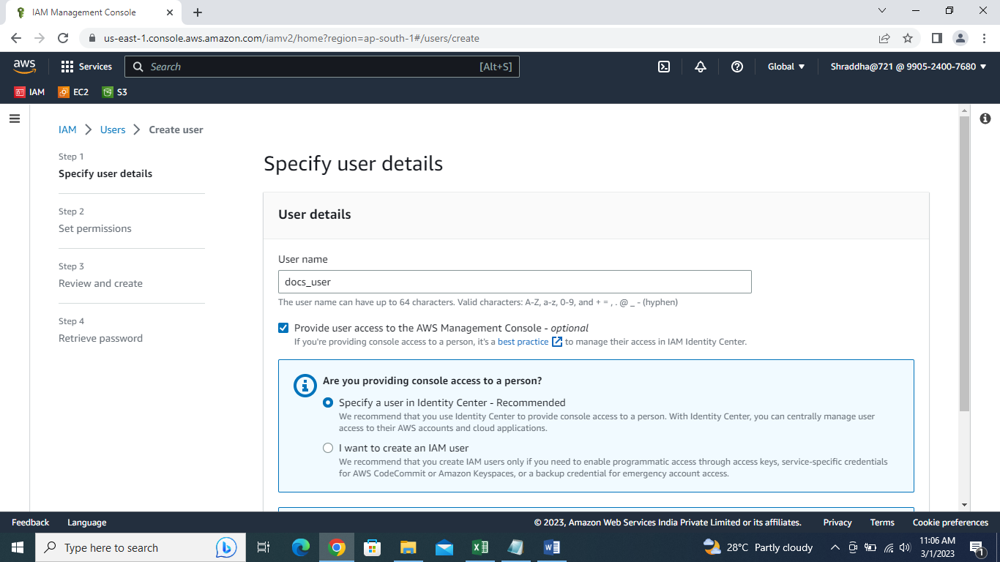 IAM Management Console
us-east-1.console.aws.amazon.com/iamv2/home?region=ap-south-1#/users/create
aws
Services
Search
[Alt+S]
Global
Shraddha@721 @ 9905-2400-7680
IAM
EC2
S3
IAM
Users
Create user
Step 1
Specify user details
Step 2
Set permissions
Step 3
Review and create
Step 4
Retrieve password
Specify user details
User details
User name
docs_user
The user name can have up to 64 characters. Valid characters: A-Z, a-z, 0-9, and + = , . @ _ - (hyphen)
Provide user access to the AWS Management Console - optional
If you're providing console access to a person, it's a best practice to manage their access in IAM Identity Center.
Are you providing console access to a person?
Specify a user in Identity Center - Recommended
We recommend that you use Identity Center to provide console access to a person. With Identity Center, you can centrally manage user
access to their AWS accounts and cloud applications.
I want to create an IAM user
We recommend that you create IAM users only if you need to enable programmatic access through access keys, service-specific credentials
for AWS CodeCommit or Amazon Keyspaces, or a backup credential for emergency account access.
Feedback
Language
© 2023, Amazon Web Services India Private Limited or its affiliates.
Privacy
Terms
Cookie preferences
Type here to search
28°C Partly cloudy
11:06 AM
3/1/2023
1